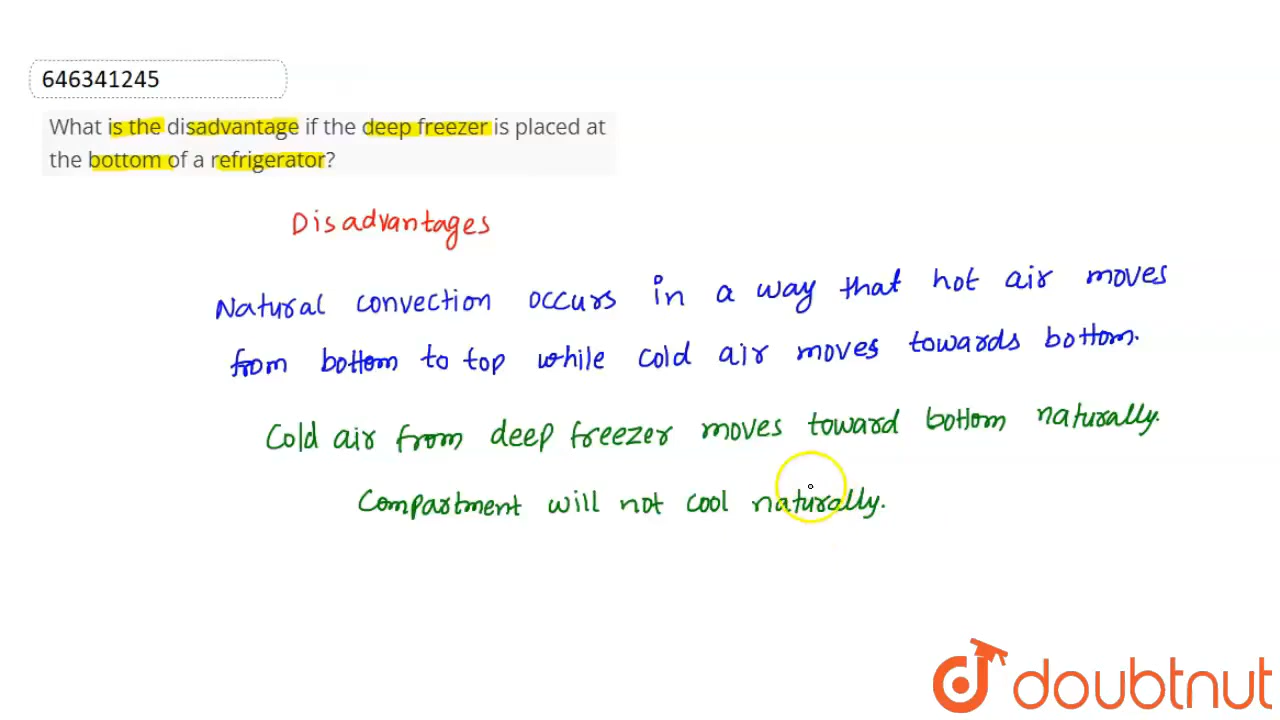 646341245
What is the disadvantage if the deep freezer is placed at
the bottom of a refrigerator?
Disadvantages
Natural convection occurs in a way that hot air moves
from bottom to top while cold air moves towards bottom.
Cold air from deep freezer moves toward bottom naturally.
Compartment will not cool naturally.
doubtnut